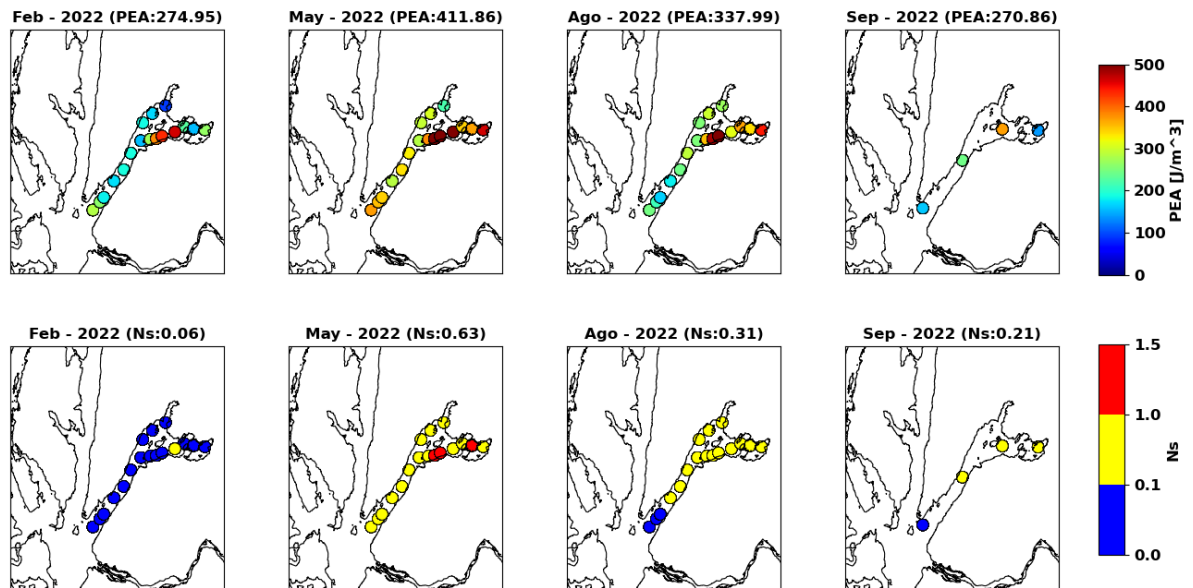 Feb - 2022 (PEA:274.95)
May - 2022 (PEA:411.86)
Ago - 2022 (PEA:337.99)
Sep - 2022 (PEA:270.86)
500
400
300
200
100
0
PEA [J/m^3]
Feb - 2022 (Ns:0.06)
May - 2022 (Ns:0.63)
Ago - 2022 (Ns:0.31)
Sep - 2022 (Ns:0.21)
1.5
1.0
0.1
0.0
Ns